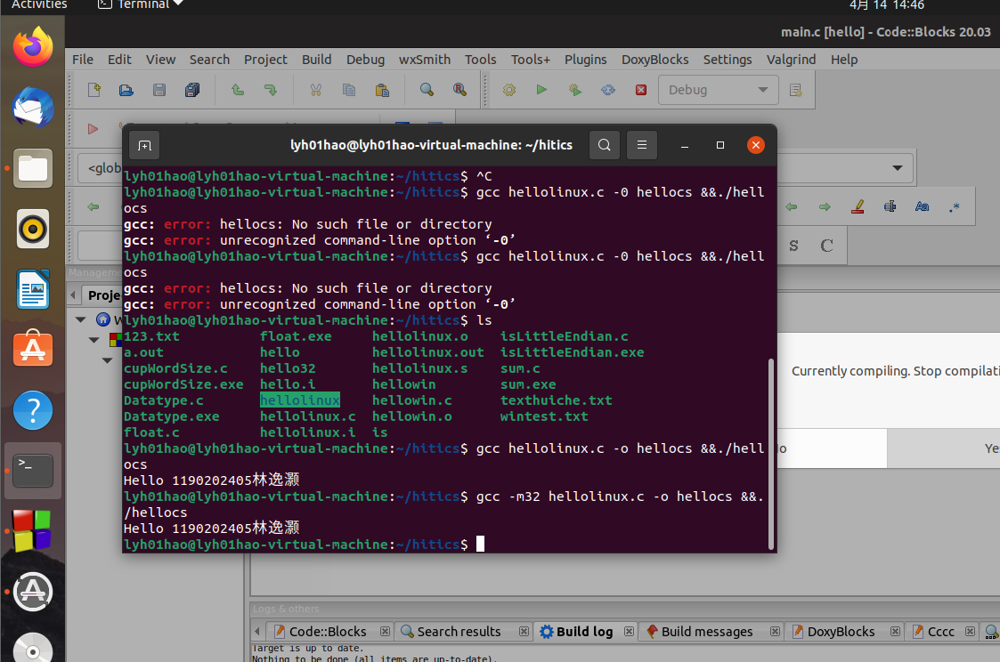 Activities
Terminal
4月 14 14:46
main.c [hello] - Code::Blocks 20.03
File Edit View Search Project Build Debug wxSmith Tools Tools+ Plugins DoxyBlocks Settings Valgrind Help
Debug
lyh01hao@lyh01hao-virtual-machine: ~/hitics
<glob
lyh01hao@lyh01hao-virtual-machine:~/hitics$ ^C
lyh01hao@lyh01hao-virtual-machine:~/hitics$ gcc hellolinux.c -0 hellocs &&./hell
ocs
gcc: error: hellocs: No such file or directory
gcc: error: unrecognized command-line option ‘-0’
lyh01hao@lyh01hao-virtual-machine:~/hitics$ gcc hellolinux.c -0 hellocs &&./hell
ocs
gcc: error: hellocs: No such file or directory
gcc: error: unrecognized command-line option ‘-0’
lyh01hao@lyh01hao-virtual-machine:~/hitics$ ls
123.txt float.exe hellolinux.o isLittleEndian.c
a.out hello hellolinux.out isLittleEndian.exe
cupWordSize.c hello32 hellolinux.s sum.c
cupWordSize.exe hello.i hellowin sum.exe
Datatype.c hellolinux hellowin.c texthuiche.txt
Datatype.exe hellolinux.c hellowin.o wintest.txt
float.c hellolinux.i is
lyh01hao@lyh01hao-virtual-machine:~/hitics$ gcc hellolinux.c -o hellocs &&./hell
ocs
Hello 1190202405林逸灏
lyh01hao@lyh01hao-virtual-machine:~/hitics$ gcc -m32 hellolinux.c -o hellocs &&.
/hellocs
Hello 1190202405林逸灏
lyh01hao@lyh01hao-virtual-machine:~/hitics$
S C
Manageme
Projec
W
Currently compiling. Stop compilati
Ye
Logs & others
Code::Blocks Search results Build log Build messages DoxyBlocks Cccc
Target is up to date.
Nothing to be done (all items are up-to-date).